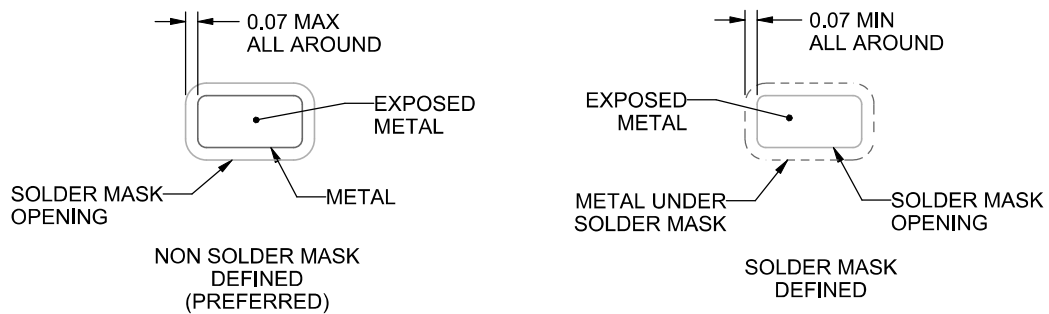 0.07 MAX
ALL AROUND
EXPOSED
METAL
SOLDER MASK
OPENING
METAL
NON SOLDER MASK
DEFINED
(PREFERRED)
0.07 MIN
ALL AROUND
EXPOSED
METAL
METAL UNDER
SOLDER MASK
SOLDER MASK
OPENING
SOLDER MASK
DEFINED